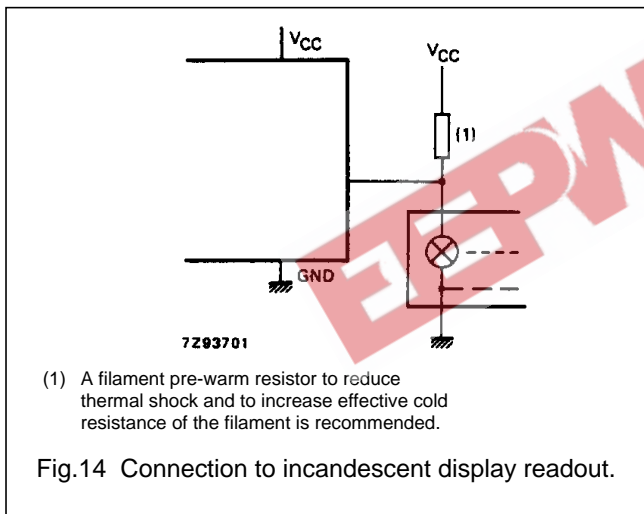 VCC
VCC
(1)
GND
7Z93701
(1) A filament pre-warm resistor to reduce
thermal shock and to increase effective cold
resistance of the filament is recommended.
Fig.14 Connection to incandescent display readout.